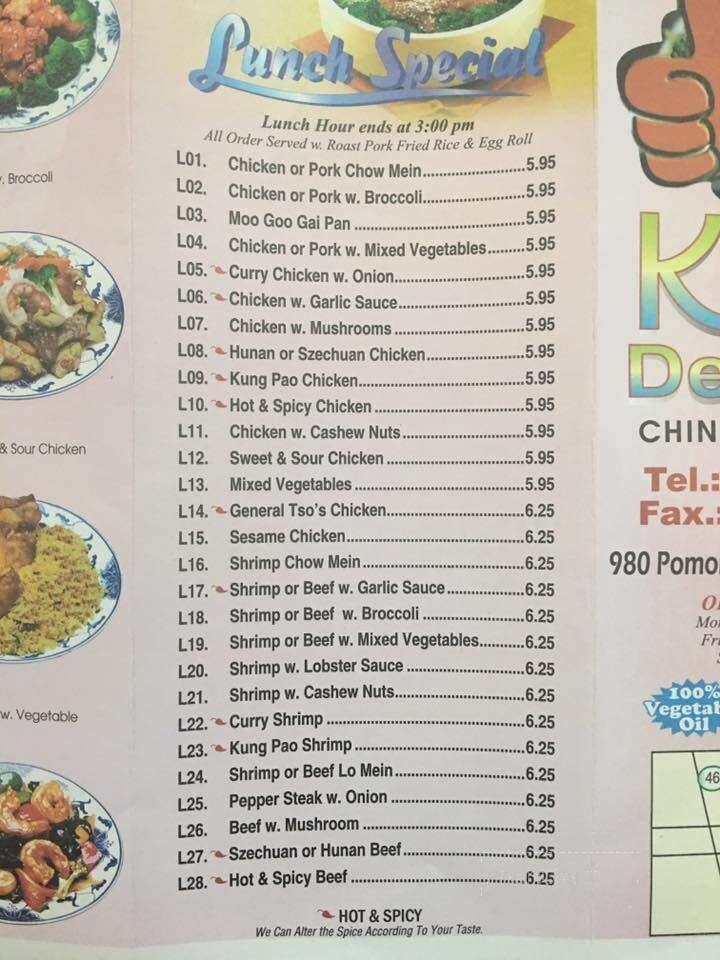 Lunch Special
Lunch Hour ends at 3:00 pm
All Order Served w. Roast Pork Fried Rice & Egg Roll
L01. Chicken or Pork Chow Mein.......................5.95
L02. Chicken or Pork w. Broccoli.......................5.95
L03. Moo Goo Gai Pan .......................5.95
L04. Chicken or Pork w. Mixed Vegetables........5.95
L05. Curry Chicken w. Onion.......................5.95
L06. Chicken w. Garlic Sauce.......................5.95
L07. Chicken w. Mushrooms .......................5.95
L08. Hunan or Szechuan Chicken.......................5.95
L09. Kung Pao Chicken.......................5.95
L10. Hot & Spicy Chicken .......................5.95
L11. Chicken w. Cashew Nuts.......................5.95
L12. Sweet & Sour Chicken .......................5.95
L13. Mixed Vegetables .......................5.95
L14. General Tso's Chicken.......................6.25
L15. Sesame Chicken.......................6.25
L16. Shrimp Chow Mein.......................6.25
L17. Shrimp or Beef w. Garlic Sauce.......................6.25
L18. Shrimp or Beef w. Broccoli .......................6.25
L19. Shrimp or Beef w. Mixed Vegetables..........6.25
L20. Shrimp w. Lobster Sauce .......................6.25
L21. Shrimp w. Cashew Nuts.......................6.25
L22. Curry Shrimp .......................6.25
L23. Kung Pao Shrimp .......................6.25
L24. Shrimp or Beef Lo Mein.......................6.25
L25. Pepper Steak w. Onion .......................6.25
L26. Beef w. Mushroom .......................6.25
L27. Szechuan or Hunan Beef.......................6.25
L28. Hot & Spicy Beef .......................6.25
HOT & SPICY
We Can Alter the Spice According To Your Taste.
. Broccoli
& Sour Chicken
w. Vegetable
K
De
CHIN
Tel.:
Fax.:
980 Pomo
Mo
Fr
100%
Vegetab
Oil
46